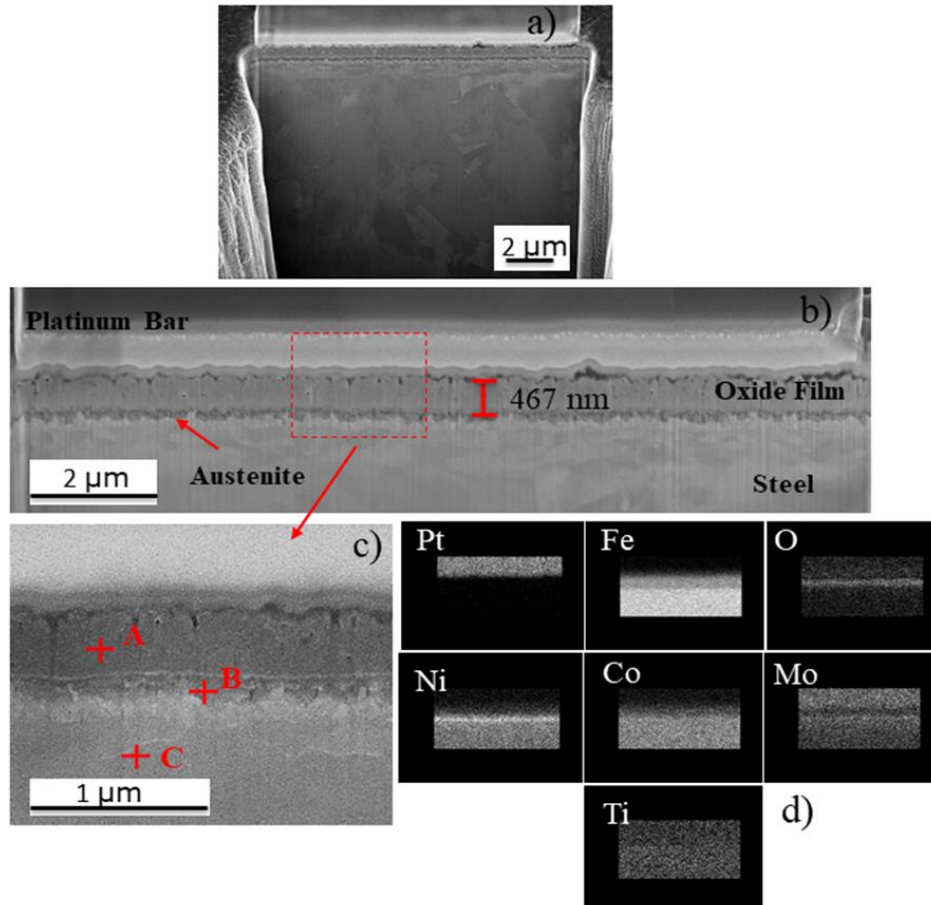 a)
2 μm
b)
Platinum Bar
467 nm
Oxide Film
Austenite
2 μm
Steel
c)
A
B
C
1 μm
Pt
Fe
O
Ni
Co
Mo
Ti
d)